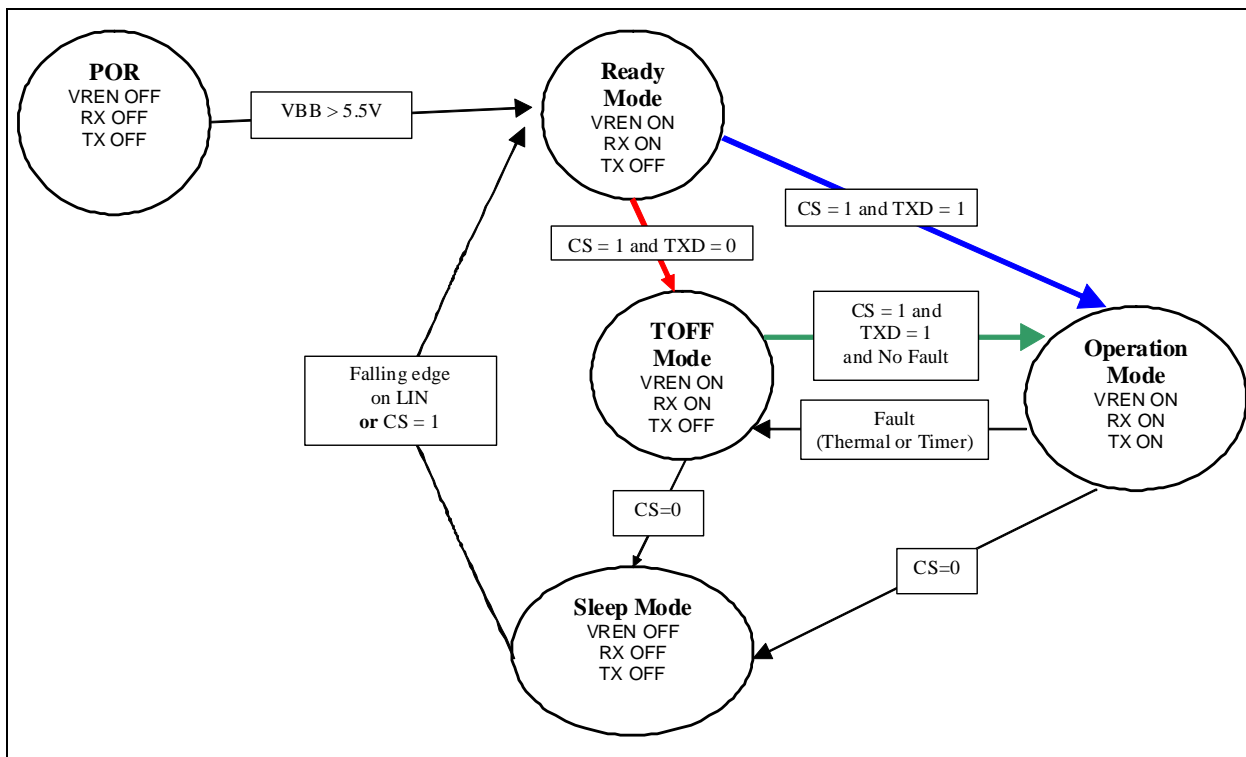 POR
VREN OFF
RX OFF
TX OFF
VBB > 5.5V
Ready
Mode
VREN ON
RX ON
TX OFF
CS = 1 and TXD = 1
CS = 1 and TXD = 0
TOFF
Mode
VREN ON
RX ON
TX OFF
CS = 1 and
TXD = 1
and No Fault
Operation
Mode
VREN ON
RX ON
TX ON
Falling edge
on LIN
or CS = 1
Fault
(Thermal or Timer)
CS=0
CS=0
Sleep Mode
VREN OFF
RX OFF
TX OFF